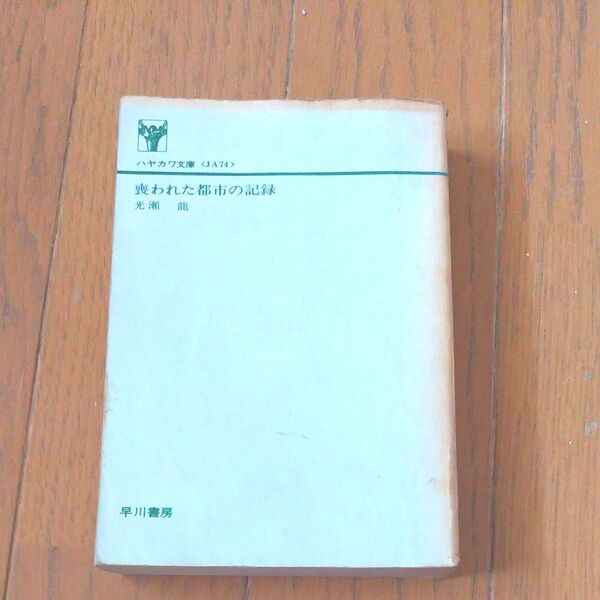 ハヤカワ文庫〈JA74〉
喪われた都市の記録
光瀬 龍
早川書房